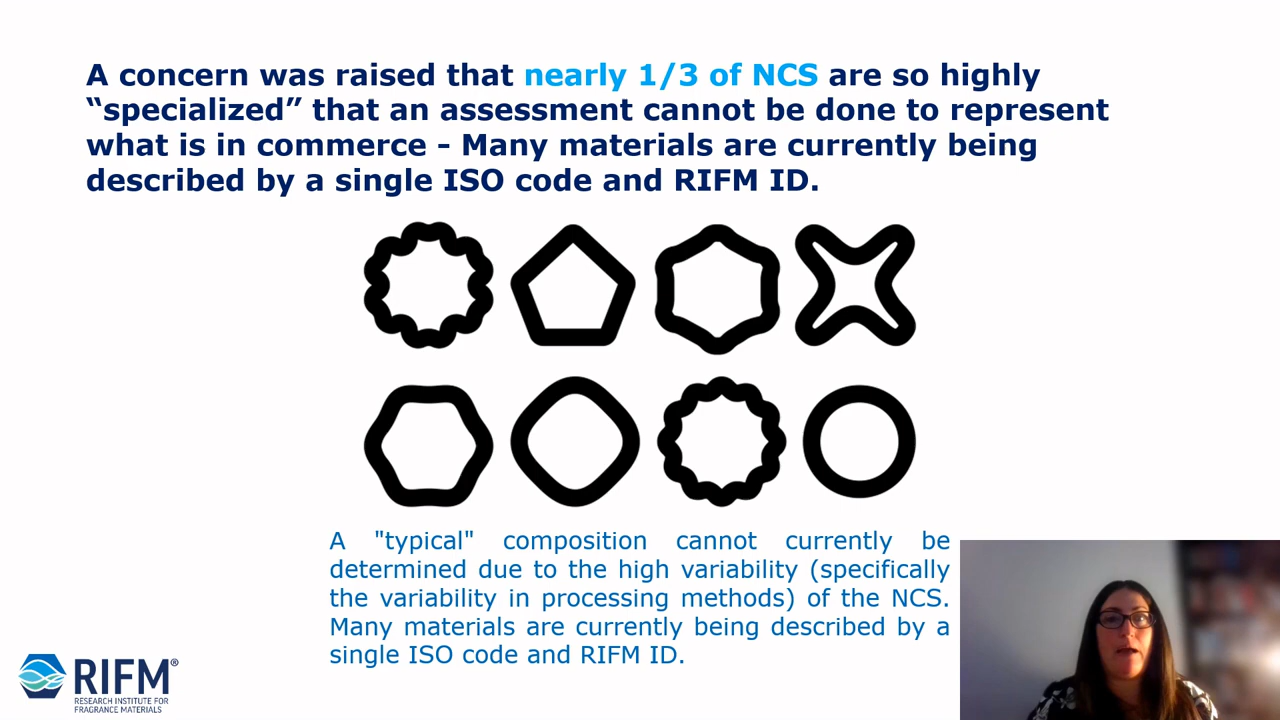 A concern was raised that nearly 1/3 of NCS are so highly
“specialized” that an assessment cannot be done to represent
what is in commerce - Many materials are currently being
described by a single ISO code and RIFM ID.
A "typical" composition cannot currently be
determined due to the high variability (specifically
the variability in processing methods) of the NCS.
Many materials are currently being described by a
single ISO code and RIFM ID.
RIFM®
RESEARCH INSTITUTE FOR
FRAGRANCE MATERIALS